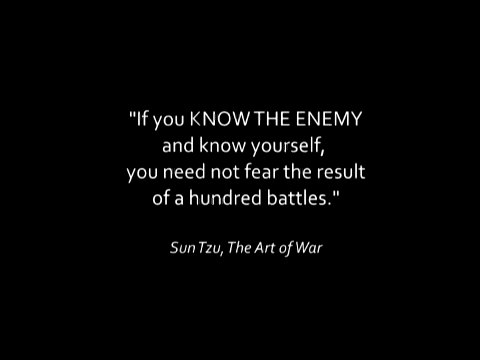 "If you KNOW THE ENEMY
and know yourself,
you need not fear the result
of a hundred battles."
Sun Tzu, The Art of War